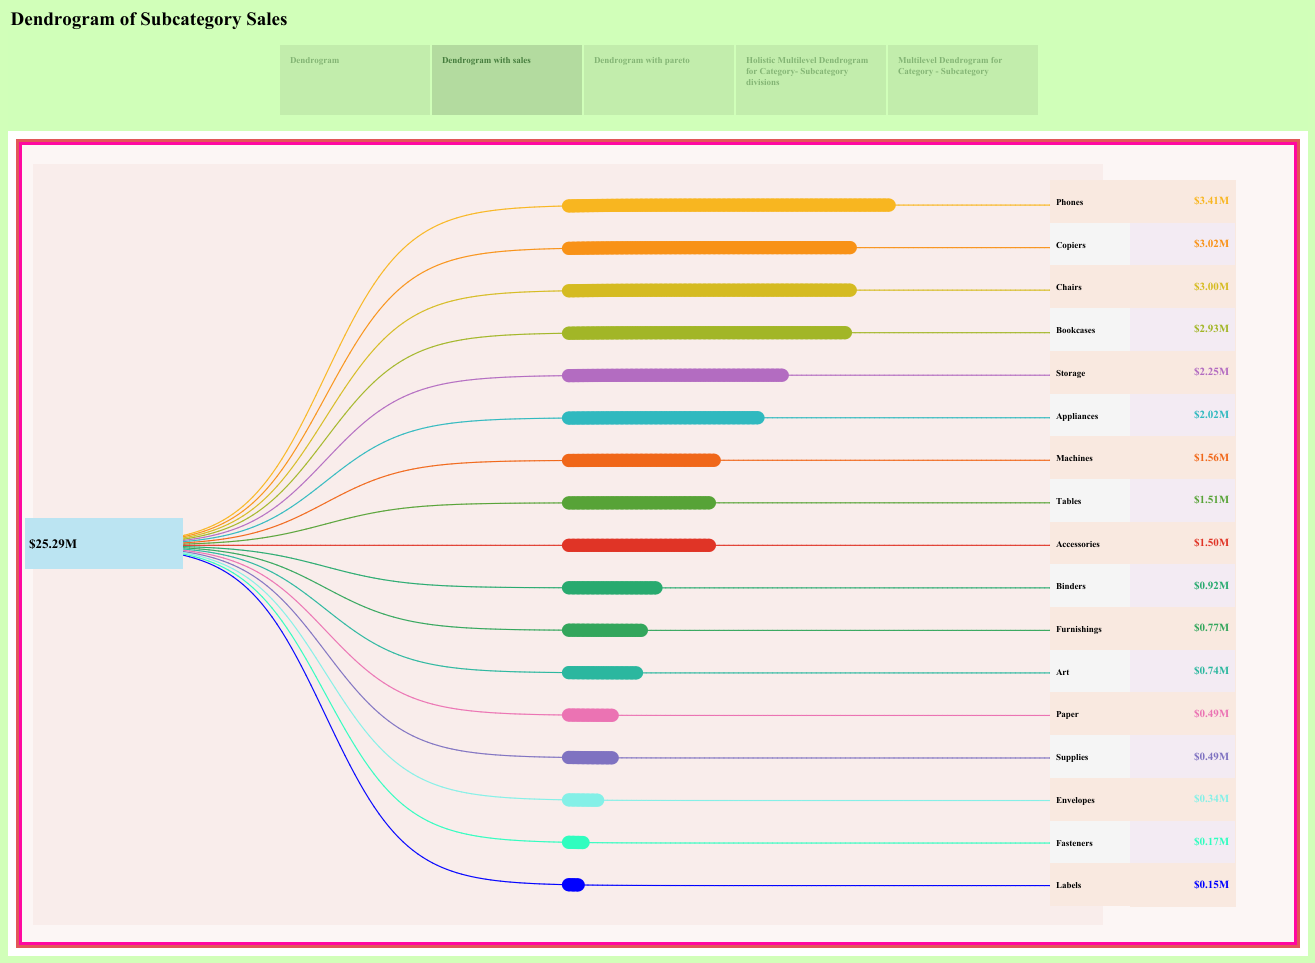 Dendrogram of Subcategory Sales
Dendrogram
Dendrogram with sales
Dendrogram with pareto
Holistic Multilevel Dendrogram
for Category- Subcategory
divisions
Multilevel Dendrogram for
Category - Subcategory
$25.29M
Phones $3.41M
Copiers $3.02M
Chairs $3.00M
Bookcases $2.93M
Storage $2.25M
Appliances $2.02M
Machines $1.56M
Tables $1.51M
Accessories $1.50M
Binders $0.92M
Furnishings $0.77M
Art $0.74M
Paper $0.49M
Supplies $0.49M
Envelopes $0.34M
Fasteners $0.17M
Labels $0.15M